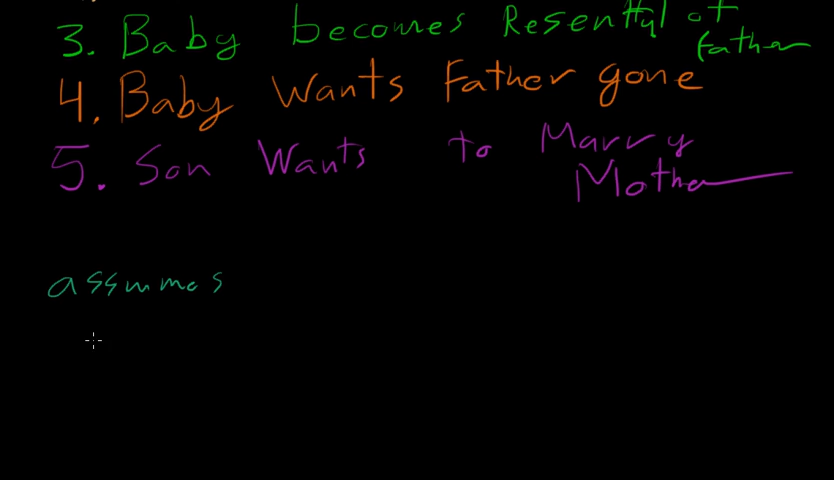 3. Baby becomes Resentful of father
4. Baby Wants Father gone
5. Son Wants to Marry Mother
assumes